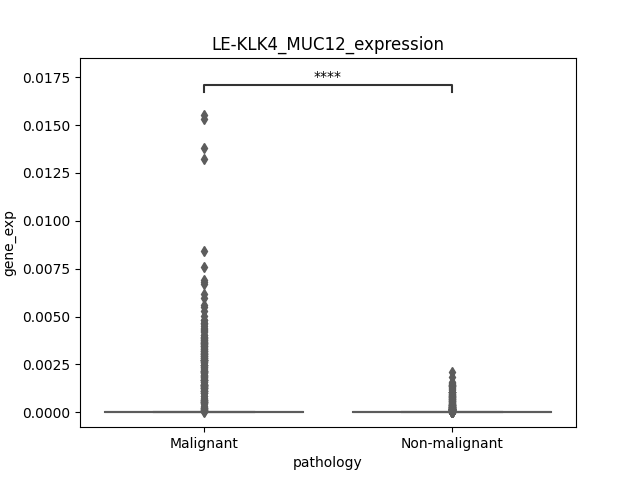 LE-KLK4_MUC12_expression
****
0.0175
0.0150
0.0125
0.0100
0.0075
0.0050
0.0025
0.0000
gene_exp
Malignant
Non-malignant
pathology